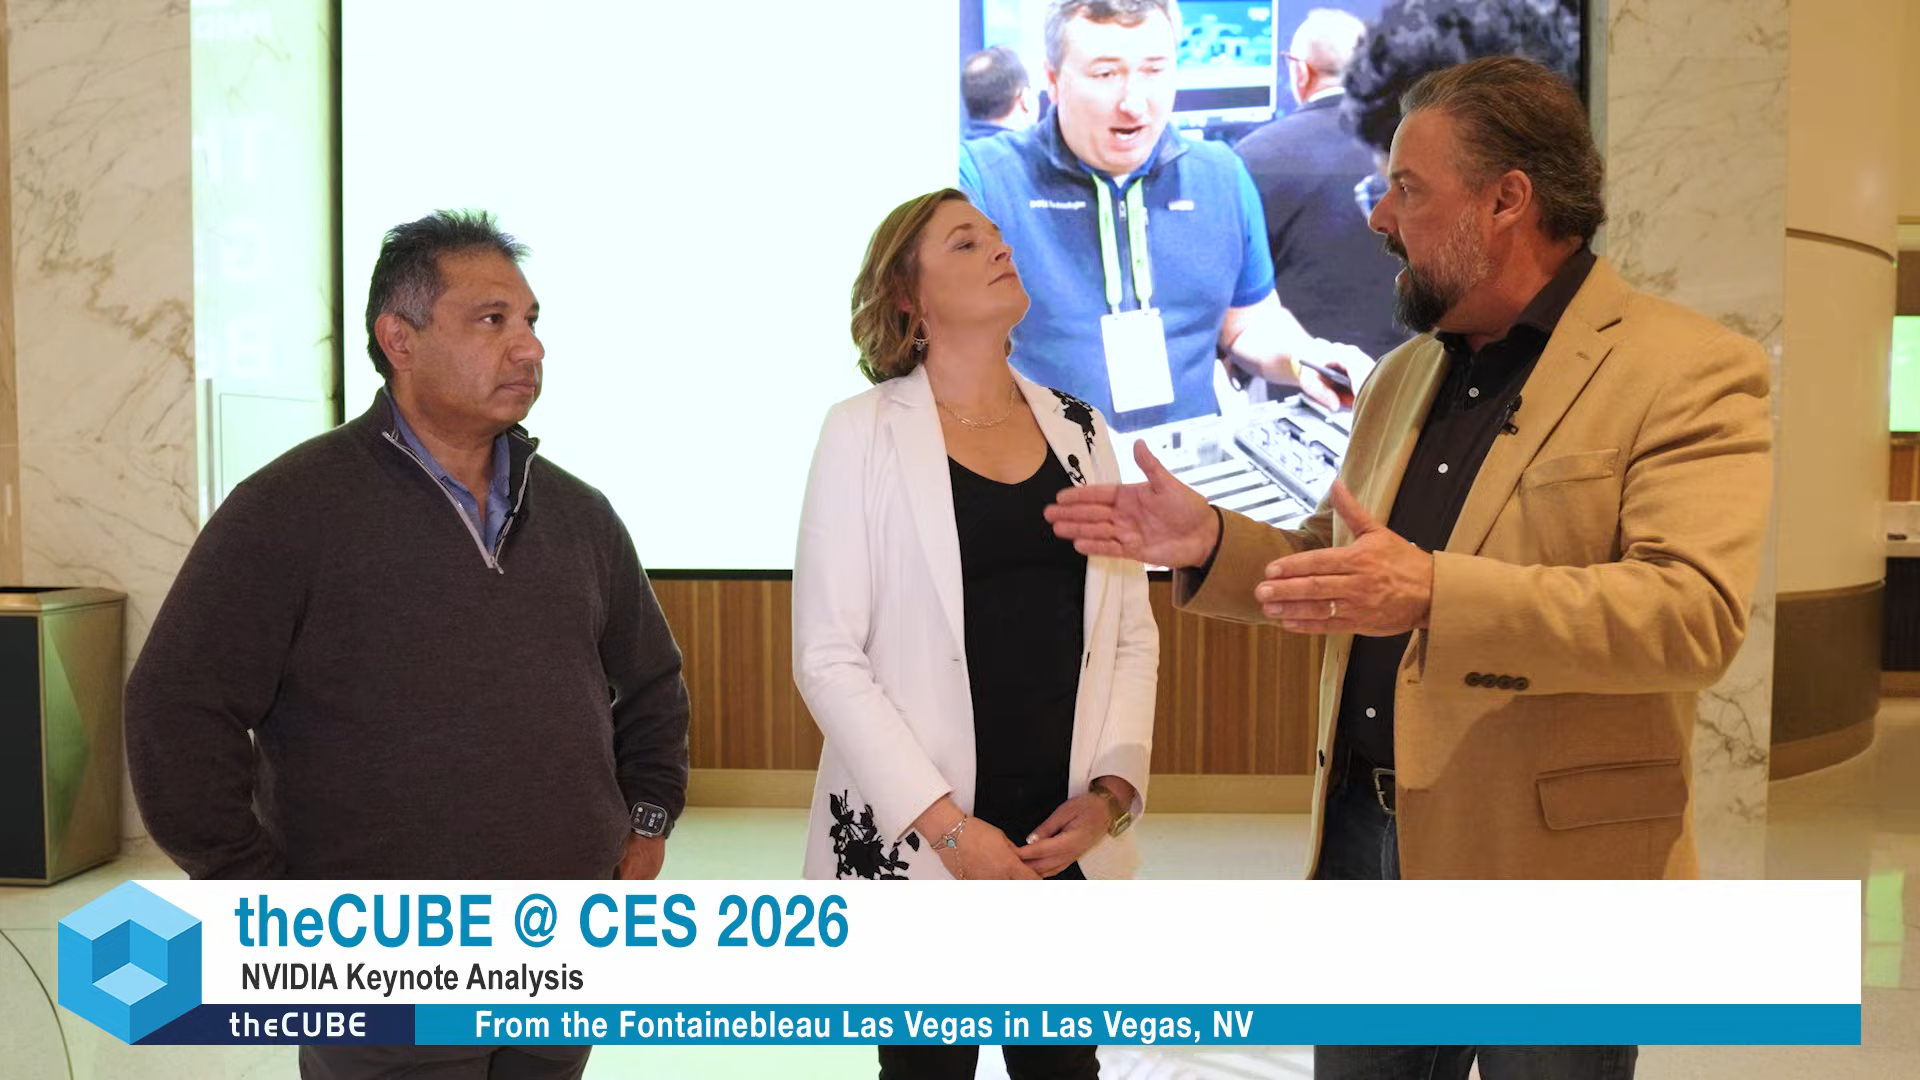 theCUBE @ CES 2026
NVIDIA Keynote Analysis
theCUBE
From the Fontainebleau Las Vegas in Las Vegas, NV